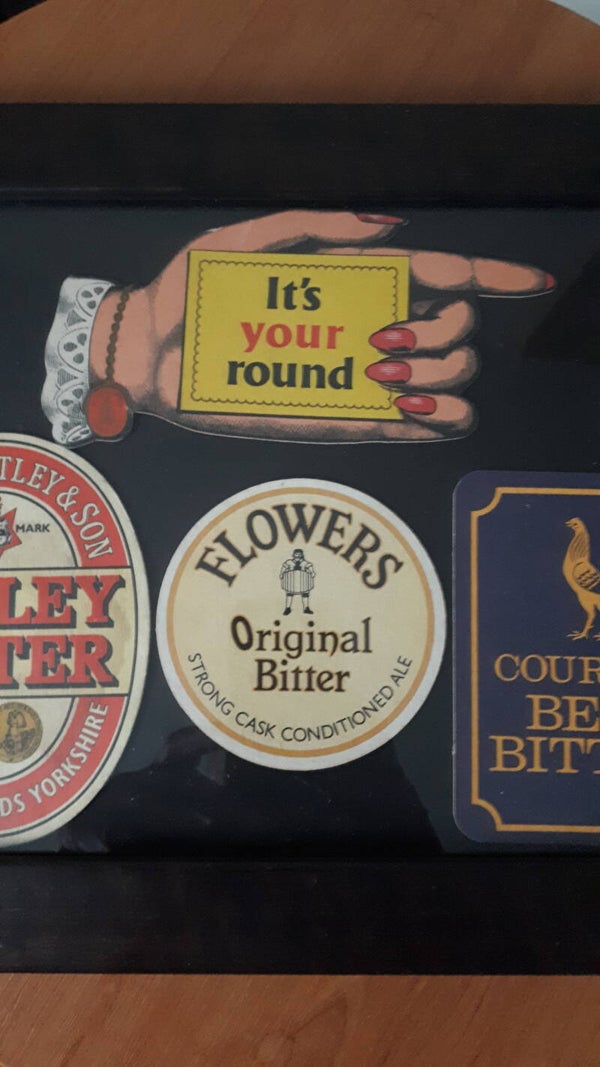 It's
your
round
TLEY & SON
MARK
LEY
TER
DS YORKSHIRE
FLOWERS
Original
Bitter
STRONG CASK CONDITIONED ALE
COUR
BE
BITT